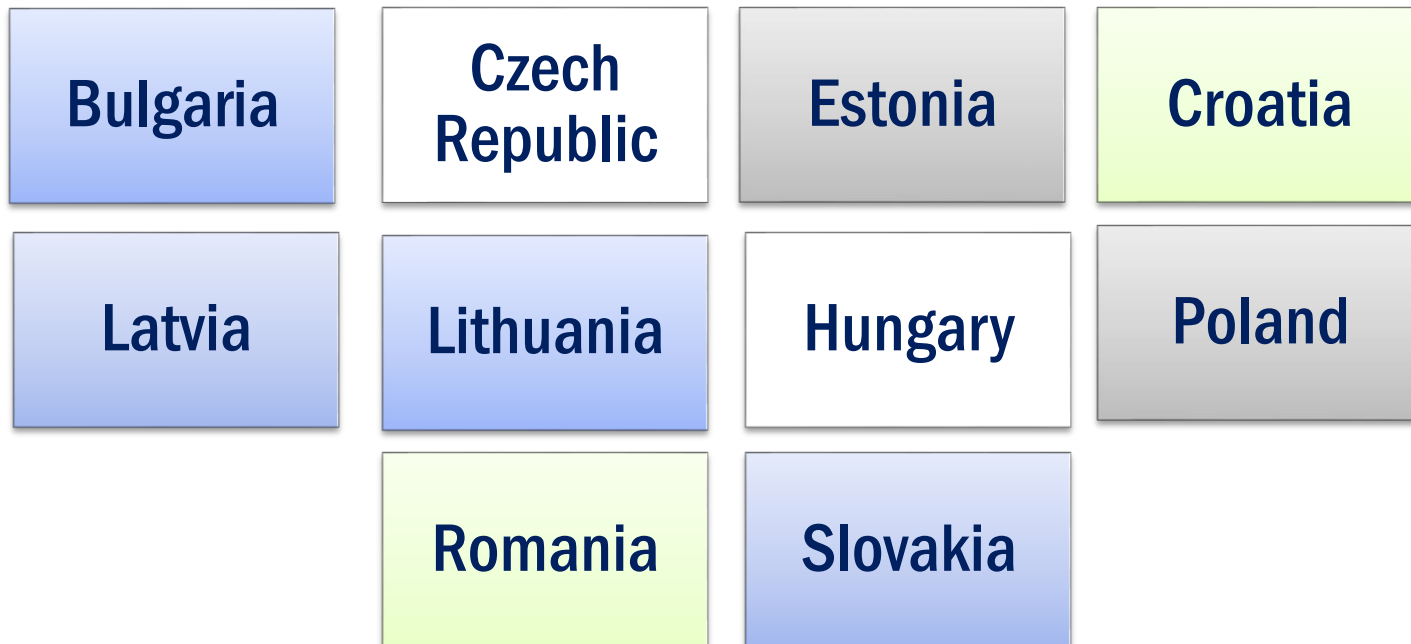 Bulgaria
Czech
Republic
Estonia
Croatia
Latvia
Lithuania
Hungary
Poland
Romania
Slovakia